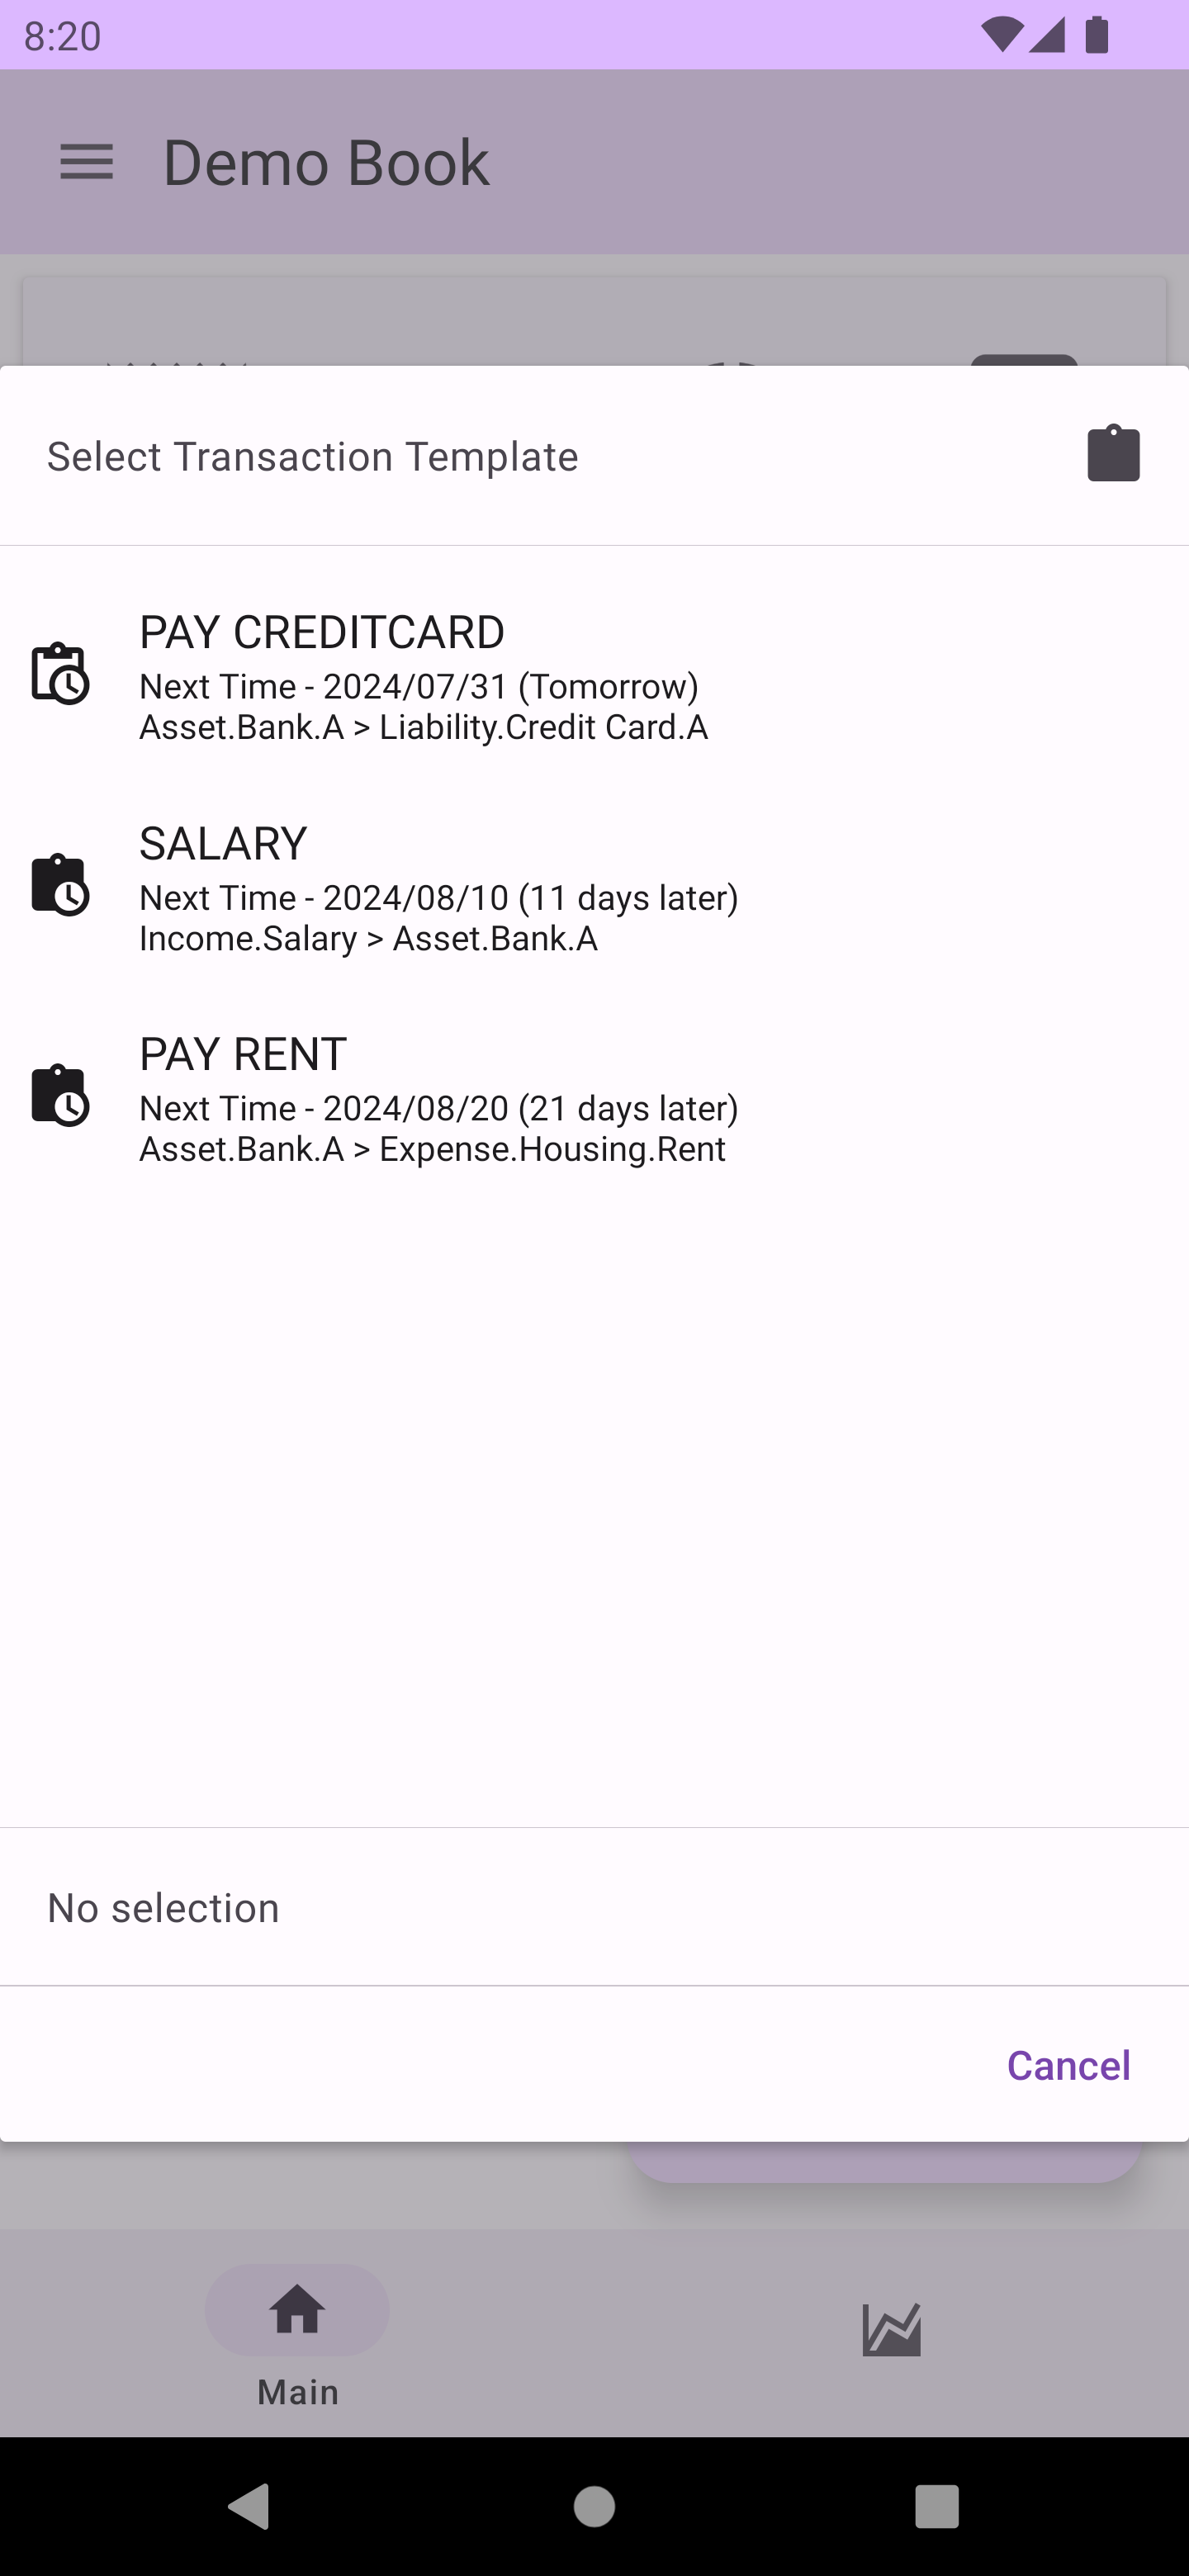 8:20
Demo Book
Select Transaction Template
PAY CREDITCARD
Next Time - 2024/07/31 (Tomorrow)
Asset.Bank.A > Liability.Credit Card.A
SALARY
Next Time - 2024/08/10 (11 days later)
Income.Salary > Asset.Bank.A
PAY RENT
Next Time - 2024/08/20 (21 days later)
Asset.Bank.A > Expense.Housing.Rent
No selection
Cancel
Main